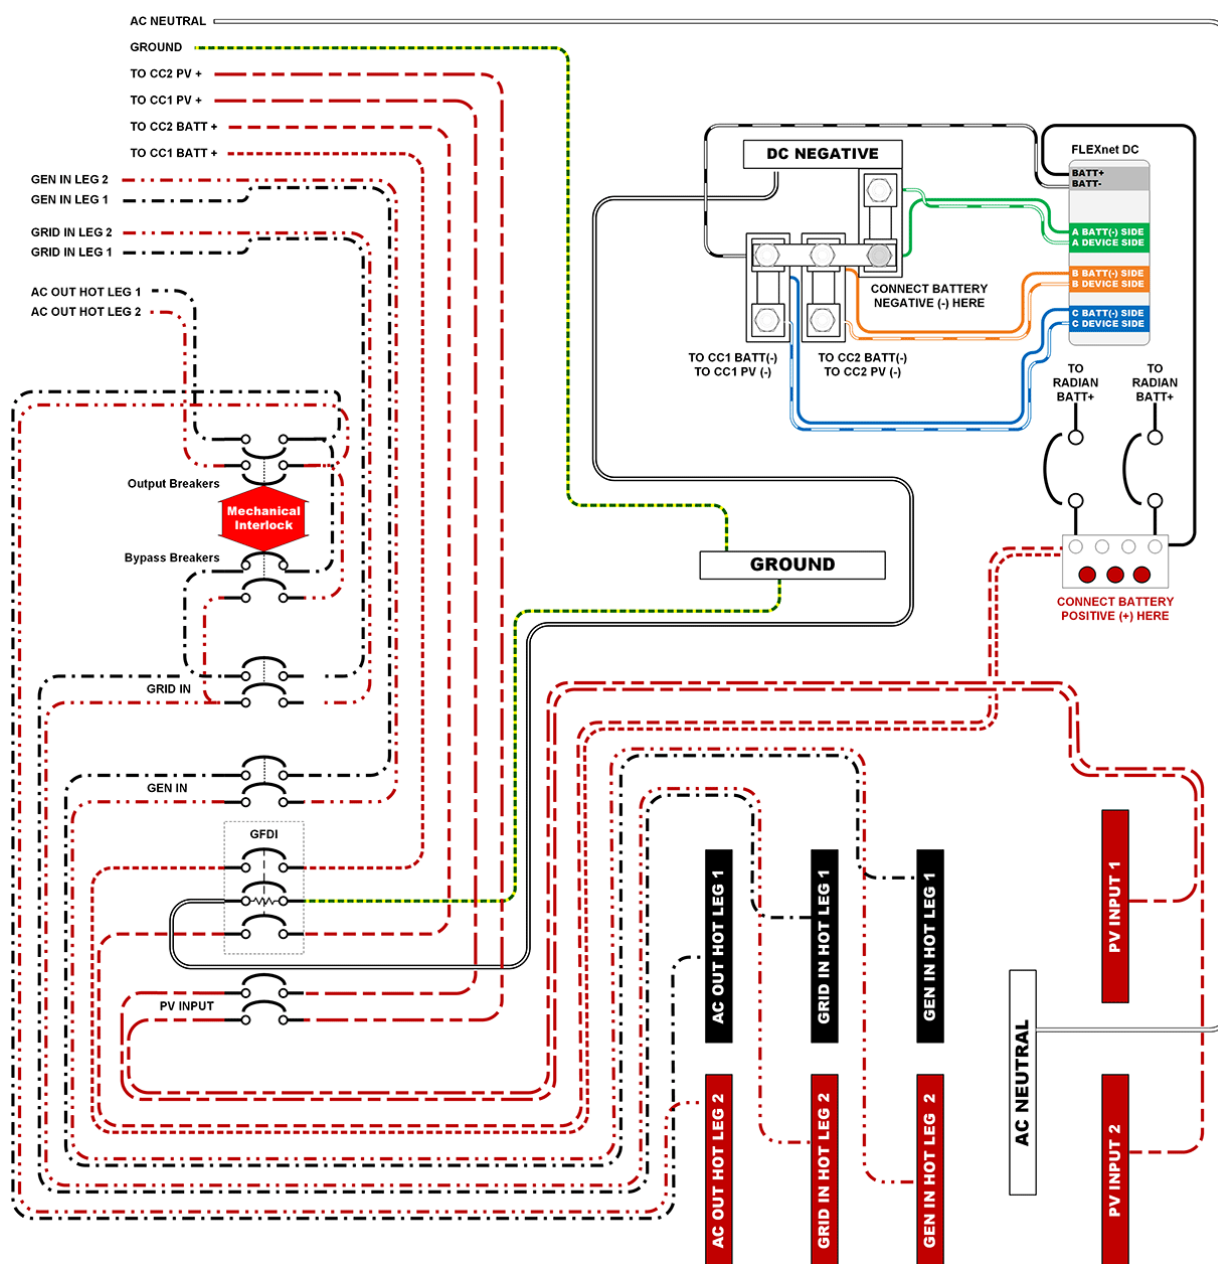 AC NEUTRAL
GROUND
TO CC2 PV +
TO CC1 PV +
TO CC2 BATT +
TO CC1 BATT +
GEN IN LEG 2
GEN IN LEG 1
GRID IN LEG 2
GRID IN LEG 1
AC OUT HOT LEG 1
AC OUT HOT LEG 2
DC NEGATIVE
FLEXnet DC
BATT+
BATT-
A BATT(-) SIDE
A DEVICE SIDE
B BATT(-) SIDE
B DEVICE SIDE
C BATT(-) SIDE
C DEVICE SIDE
CONNECT BATTERY
NEGATIVE (-) HERE
TO CC1 BATT(-)
TO CC1 PV (-)
TO CC2 BATT(-)
TO CC2 PV (-)
TO
RADIAN
BATT+
TO
RADIAN
BATT+
Output Breakers
Mechanical
Interlock
Bypass Breakers
GROUND
CONNECT BATTERY
POSITIVE (+) HERE
GRID IN
GEN IN
GFDI
PV INPUT
AC OUT HOT LEG 1
GRID IN HOT LEG 1
GEN IN HOT LEG 1
PV INPUT 1
AC NEUTRAL
AC OUT HOT LEG 2
GRID IN HOT LEG 2
GEN IN HOT LEG 2
PV INPUT 2